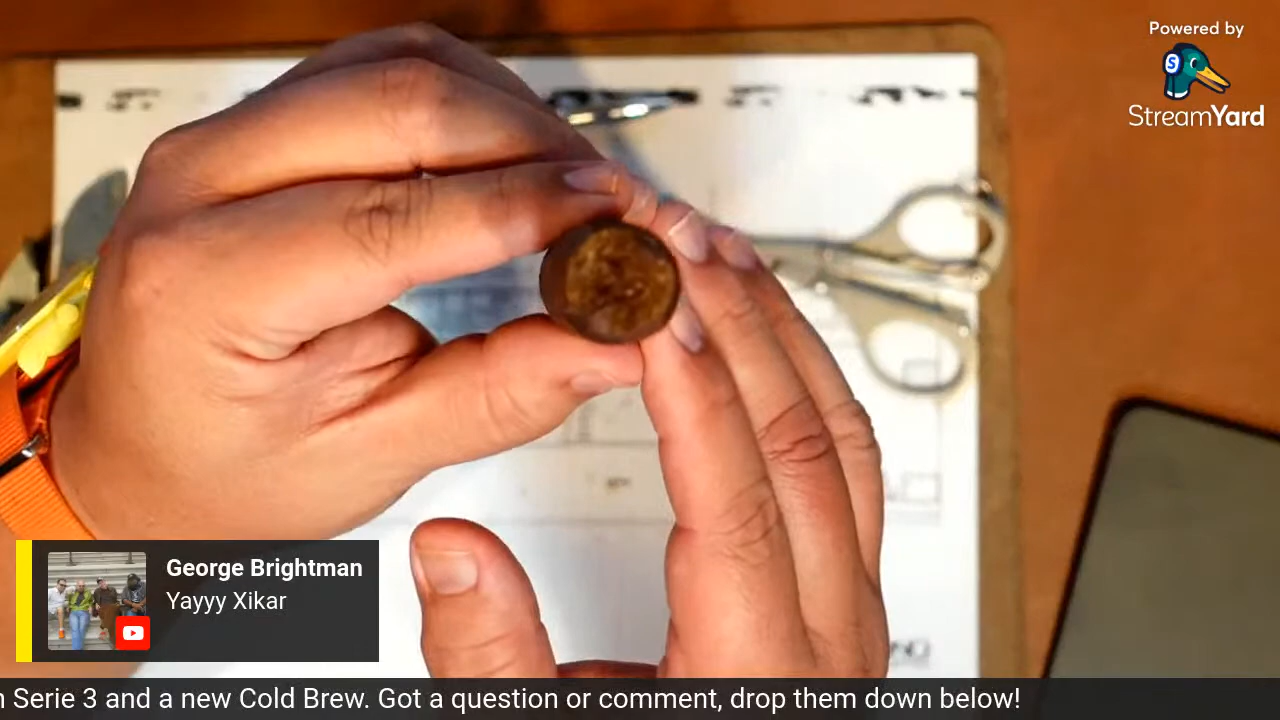 Powered by
StreamYard
George Brightman
Yayyy Xikar
n Serie 3 and a new Cold Brew. Got a question or comment, drop them down below!